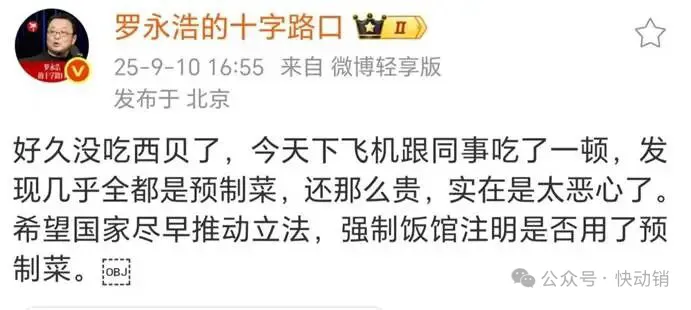 罗永浩的十字路口 II
25-9-10 16:55 来自 微博轻享版
发布于 北京
罗永浩
的十字路口
好久没吃西贝了，今天下飞机跟同事吃了一顿，发
现几乎全都是预制菜，还那么贵，实在是太恶心了。
希望国家尽早推动立法，强制饭馆注明是否用了预
制菜。OBJ
公众号·快动销